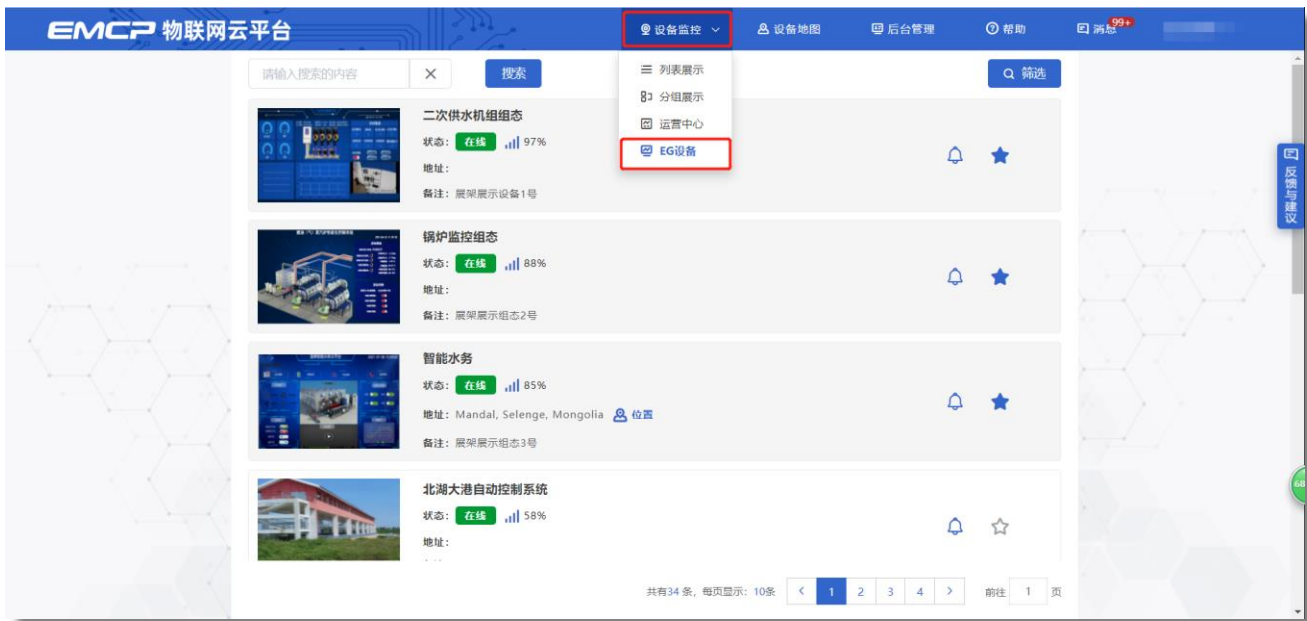 EMCP 物联网云平台
设备监控
设备地图
后台管理
帮助
消息
99+
请输入搜索的内容
搜索
列表展示
分组展示
运营中心
EG设备
筛选
二次供水机组组态
状态： 在线 97%
地址：
备注：展架展示设备1号
锅炉监控组态
状态： 在线 88%
地址：
备注：展架展示组态2号
智能水务
状态： 在线 85%
地址：Mandal, Selenge, Mongolia 位置
备注：展架展示组态3号
北湖大港自动控制系统
状态： 在线 58%
地址：
反馈与建议
68
共有34 条，每页显示：10条 < 1 2 3 4 > 前往 1 页